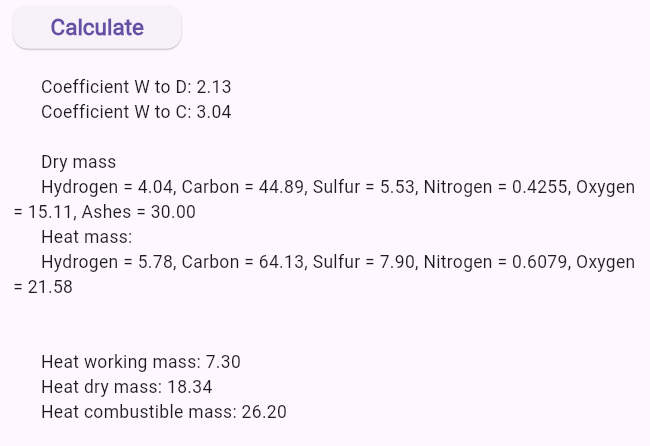 Calculate
Coefficient W to D: 2.13
Coefficient W to C: 3.04
Dry mass
Hydrogen = 4.04, Carbon = 44.89, Sulfur = 5.53, Nitrogen = 0.4255, Oxygen
= 15.11, Ashes = 30.00
Heat mass:
Hydrogen = 5.78, Carbon = 64.13, Sulfur = 7.90, Nitrogen = 0.6079, Oxygen
= 21.58
Heat working mass: 7.30
Heat dry mass: 18.34
Heat combustible mass: 26.20